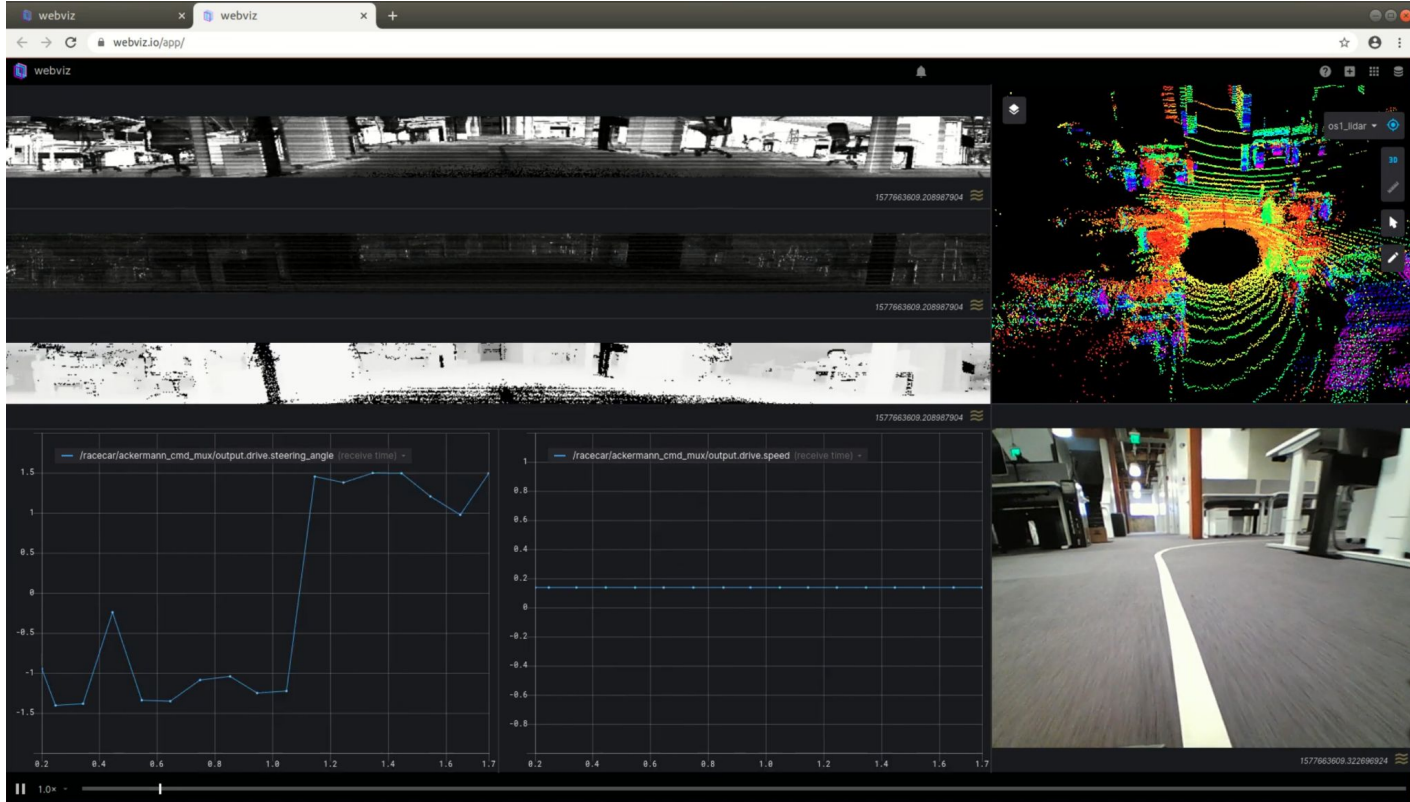 webviz
webviz
webviz.io/app/
webviz
os1_lidar
3D
1577663609.208987904
1577663609.208987904
1577663609.208987904
/racecar/ackermann_cmd_mux/output.drive.steering_angle (receive time)
1.5
1
0.5
0
-0.5
-1
-1.5
0.2 0.4 0.6 0.8 1.0 1.2 1.4 1.6 1.7
/racecar/ackermann_cmd_mux/output.drive.speed (receive time)
1
0.8
0.6
0.4
0.2
0
-0.2
-0.4
-0.6
-0.8
0.2 0.4 0.6 0.8 1.0 1.2 1.4 1.6 1.7
1577663609.322696924
1.0×